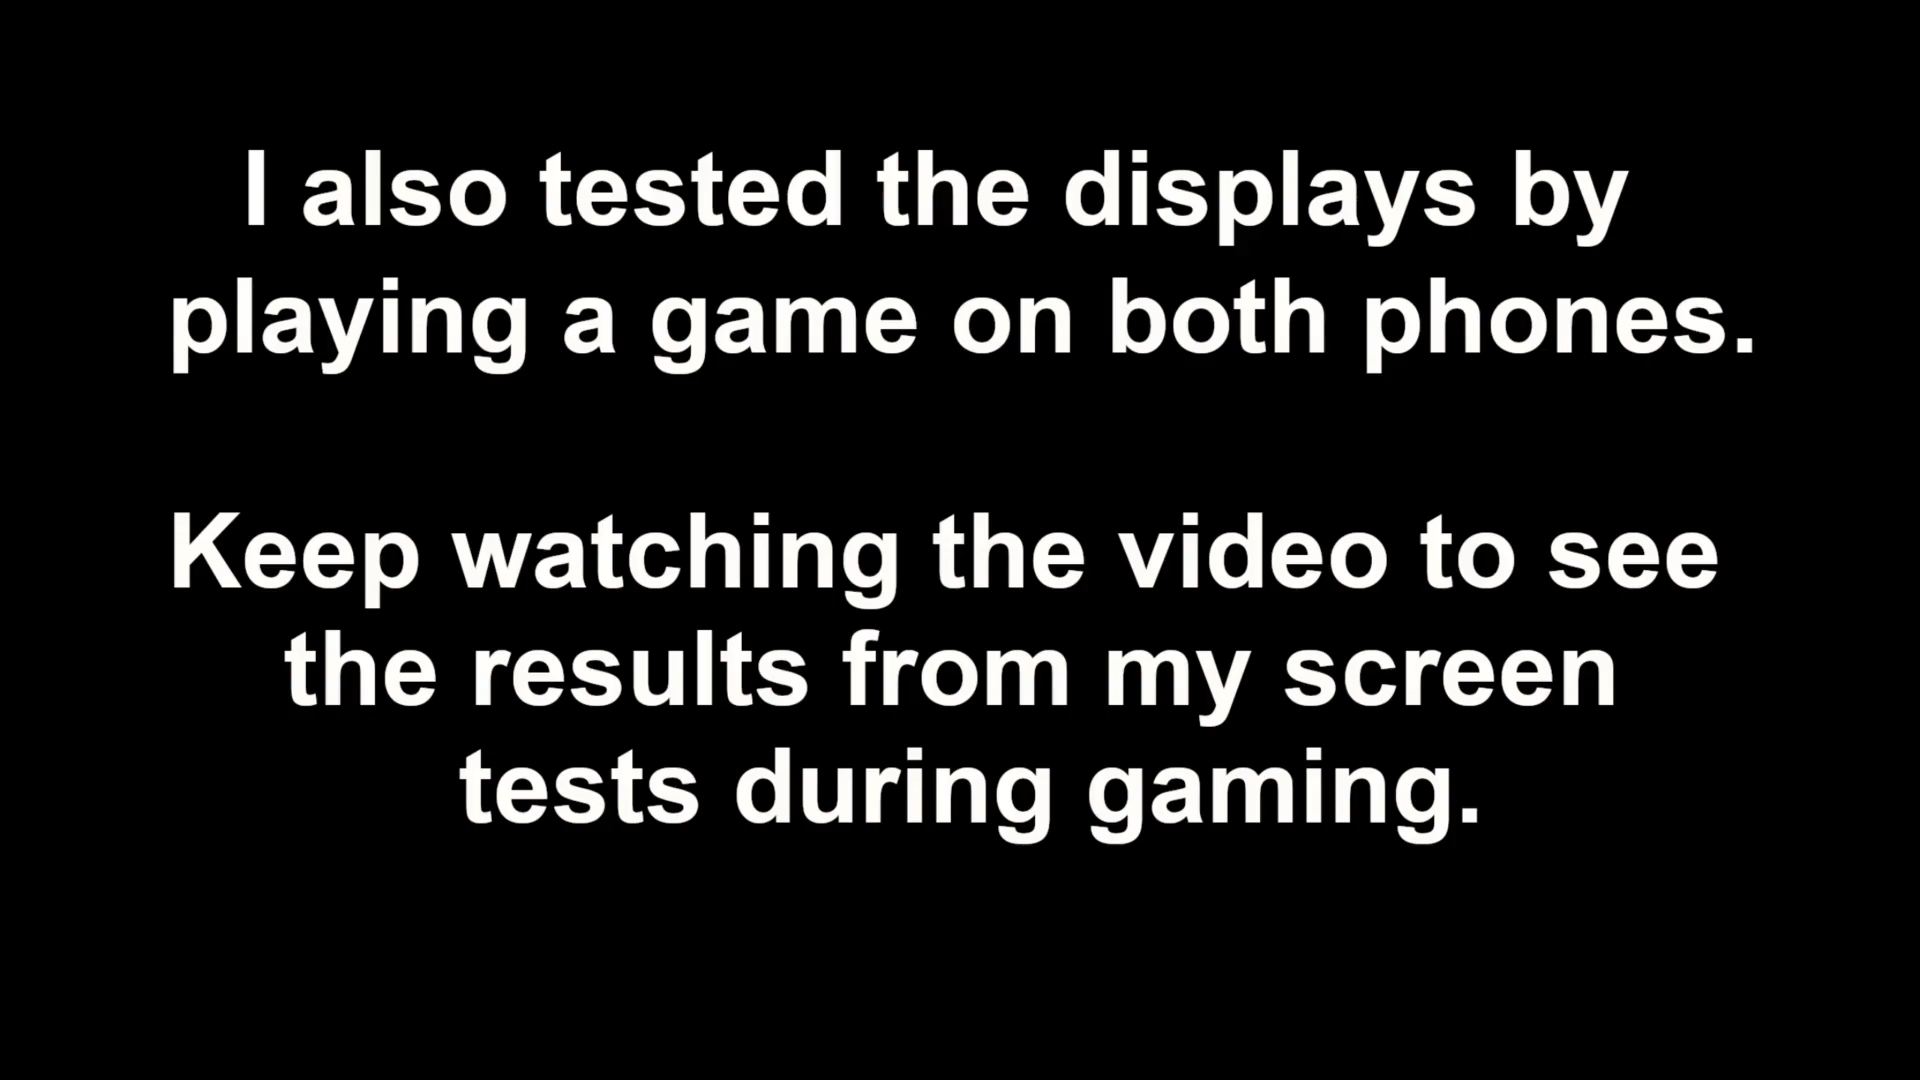 I also tested the displays by
playing a game on both phones.
Keep watching the video to see
the results from my screen
tests during gaming.